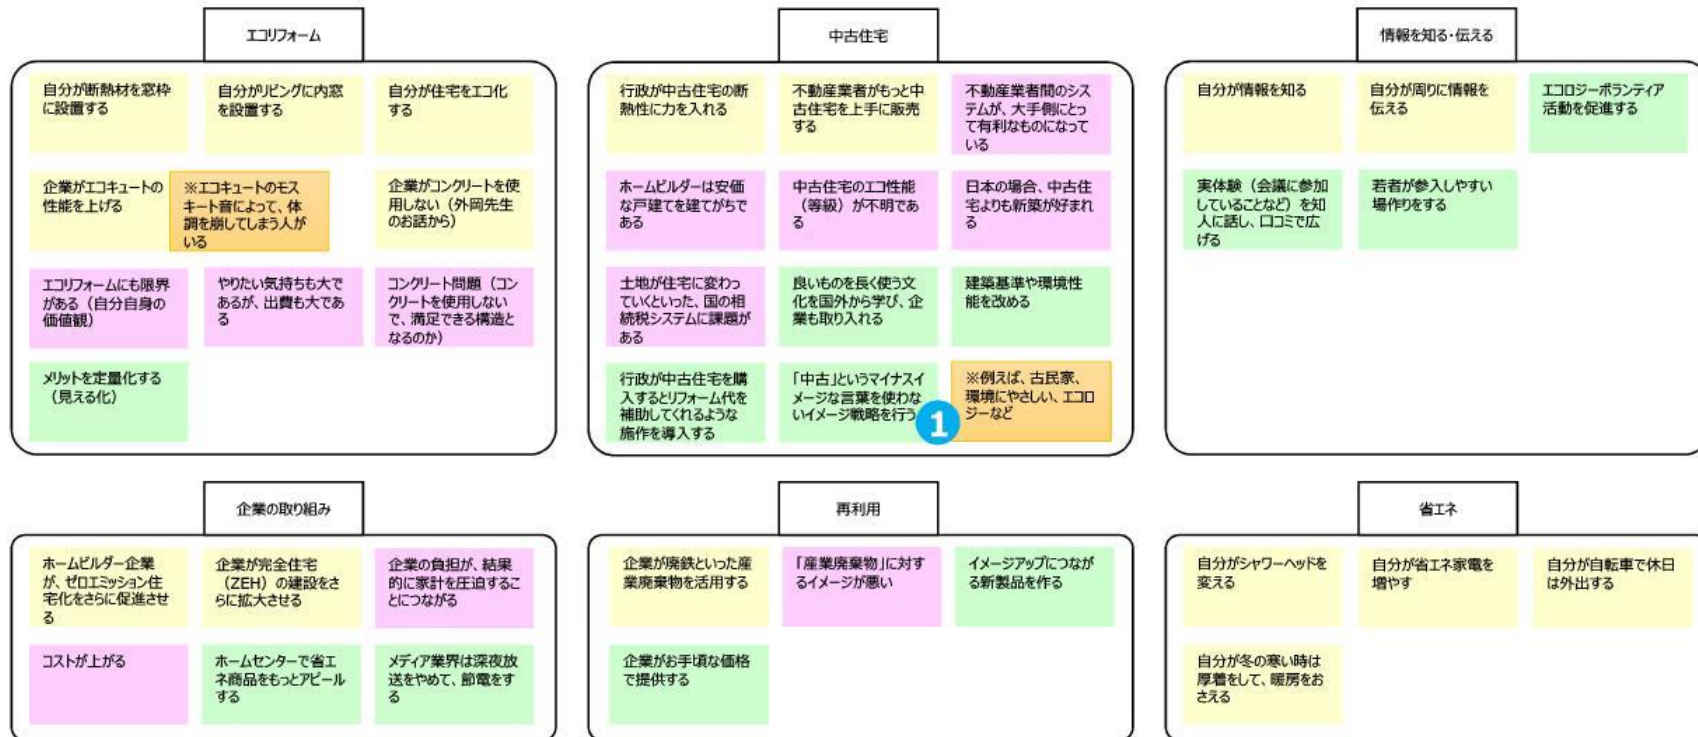 エコリフォーム
自分が断熱材を窓枠
に設置する
自分がリビングに内窓
を設置する
自分が住宅をエコ化
する
企業がエコキュートの
性能を上げる
※エコキュートのモス
キート音によって、体
調を崩してしまう人が
いる
企業がコンクリートを使
用しない（外岡先生
のお話から）
エコリフォームにも限界
がある（自分自身の
価値観）
やりたい気持ちも大で
あるが、出費も大であ
る
コンクリート問題（コン
クリートを使用しない
で、満足できる構造と
なるのか）
メリットを定量化する
（見える化）
中古住宅
行政が中古住宅の断
熱性に力を入れる
不動産業者がもっと中
古住宅を上手に販売
する
不動産業者間のシス
テムが、大手側にとっ
て有利なものになって
いる
ホームビルダーは安価
な戸建てを建てがちで
ある
中古住宅のエコ性能
（等級）が不明であ
る
日本の場合、中古住
宅よりも新築が好まれ
る
土地が住宅に変わっ
ていくといった、国の相
続税システムに課題が
ある
良いものを長く使う文
化を国外から学び、企
業も取り入れる
建築基準や環境性
能を改める
行政が中古住宅を購
入するとリフォーム代を
補助してくれるような
施作を導入する
「中古」というマイナスイ
メージな言葉を使わな
いイメージ戦略を行う
1
※例えば、古民家、
環境にやさしい、エコロ
ジーなど
情報を知る・伝える
自分が情報を知る
自分が周りに情報を
伝える
エコロジーボランティア
活動を促進する
実体験（会議に参加
していることなど）を知
人に話し、口コミで広
げる
若者が参入しやすい
場作りをする
企業の取り組み
ホームビルダー企業
が、ゼロエミッション住
宅化をさらに促進させ
る
企業が完全住宅
（ZEH）の建設をさ
らに拡大させる
企業の負担が、結果
的に家計を圧迫するこ
とにつながる
コストが上がる
ホームセンターで省エ
ネ商品をもっとアピール
する
メディア業界は深夜放
送をやめて、節電をす
る
再利用
企業が廃鉄といった産
業廃棄物を活用する
「産業廃棄物」に対す
るイメージが悪い
イメージアップにつなが
る新製品を作る
企業がお手頃な価格
で提供する
省エネ
自分がシャワーヘッドを
変える
自分が省エネ家電を
増やす
自分が自転車で休日
は外出する
自分が冬の寒い時は
厚着をして、暖房をお
さえる